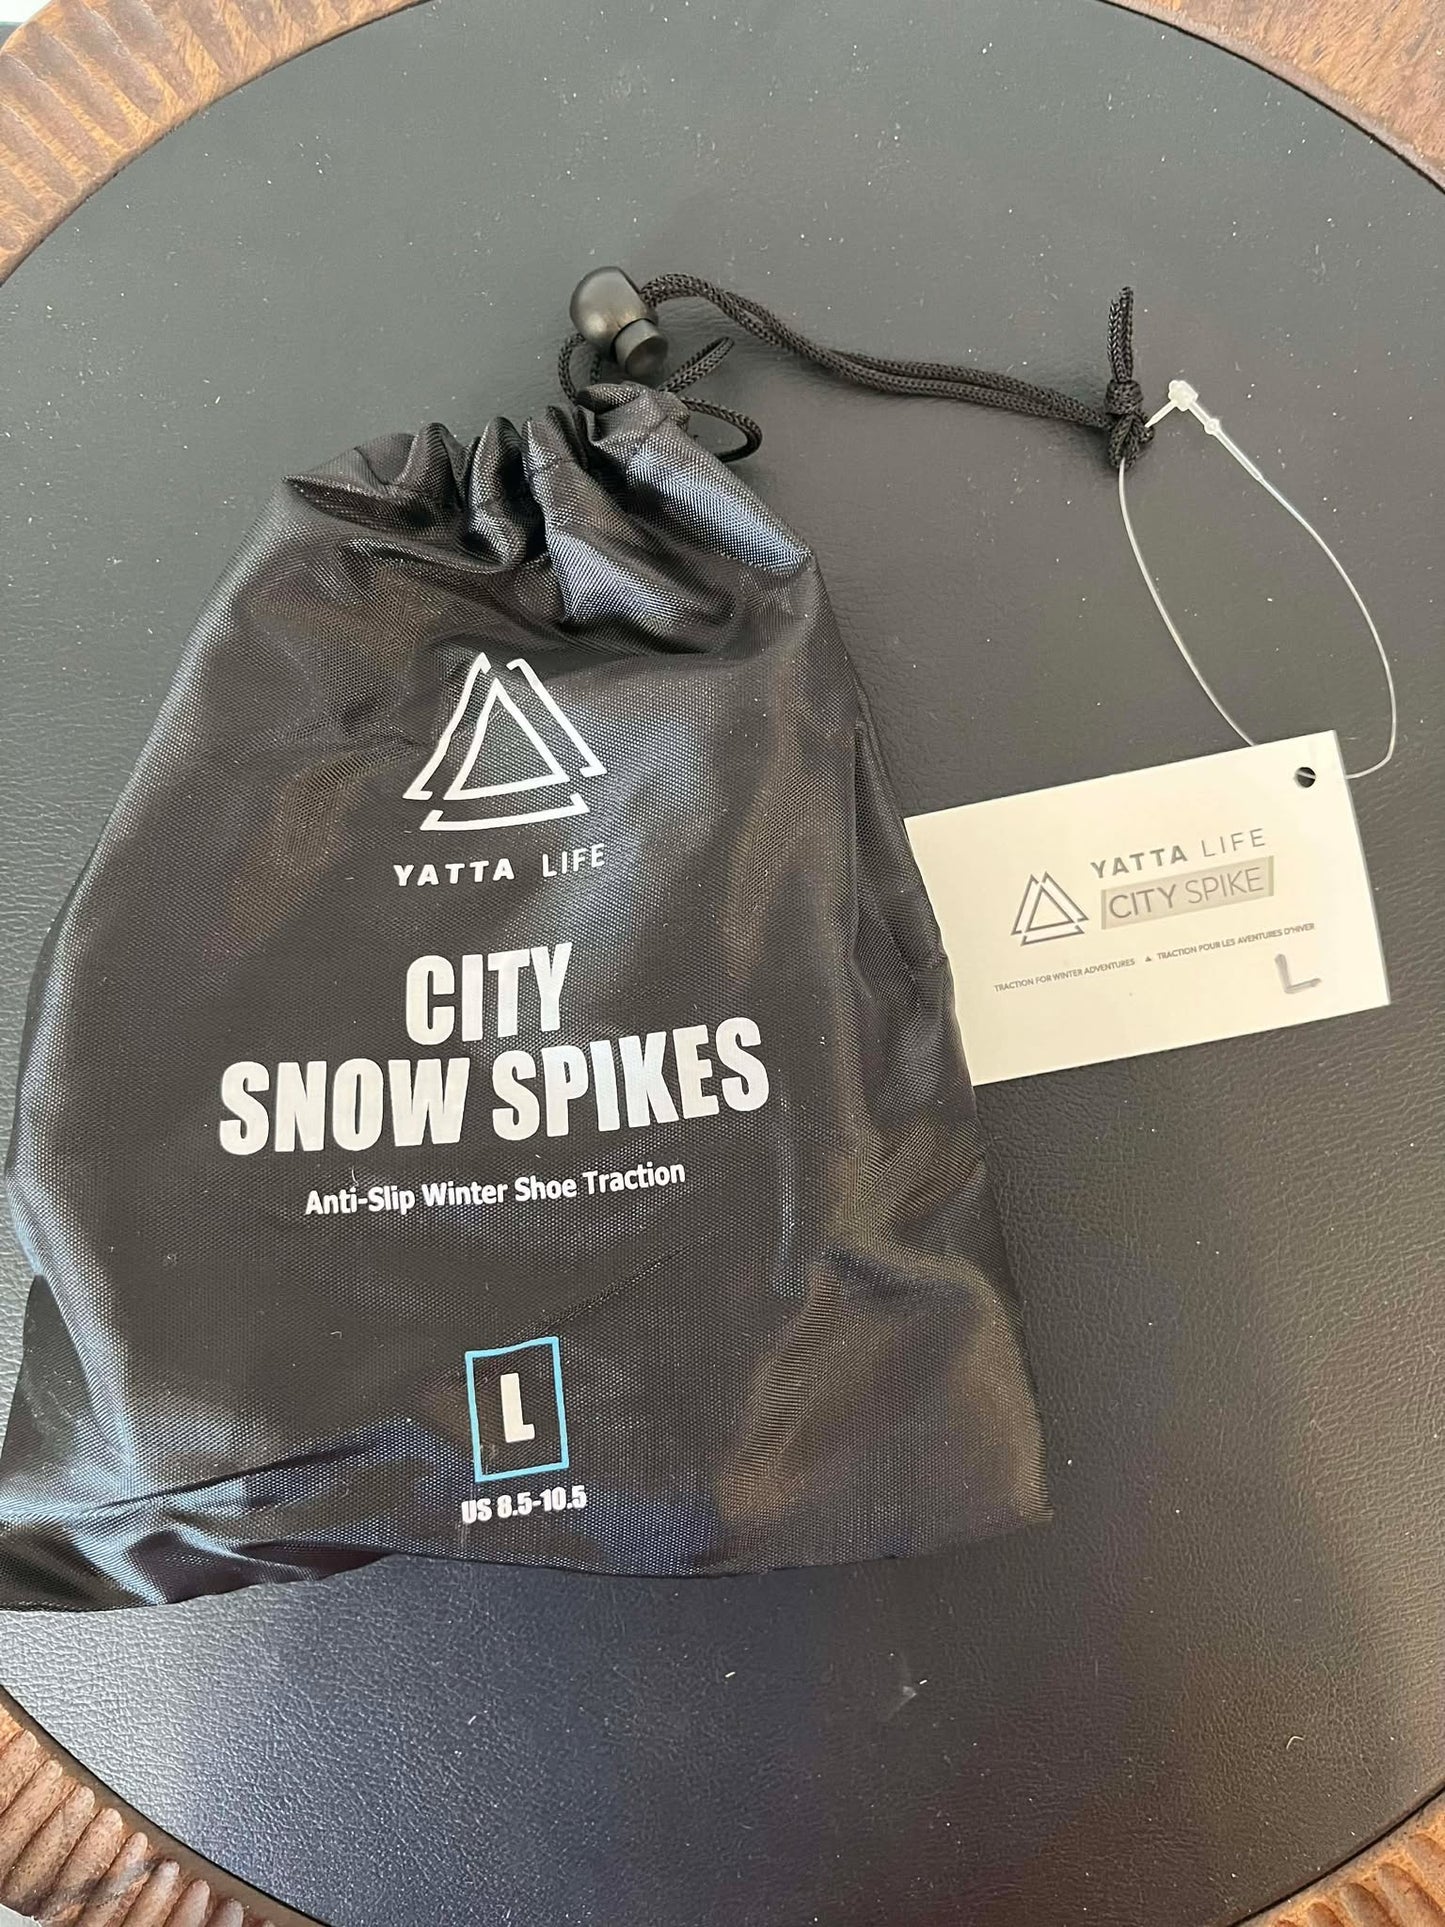 YATTA LIFE
CITY
SNOW SPIKES
Anti-Slip Winter Shoe Traction
L
US 8.5-10.5
YATTA LIFE
CITY SPIKE
TRACTION FOR WINTER ADVENTURES ▲ TRACTION POUR LES AVENTURES D'HIVER
L